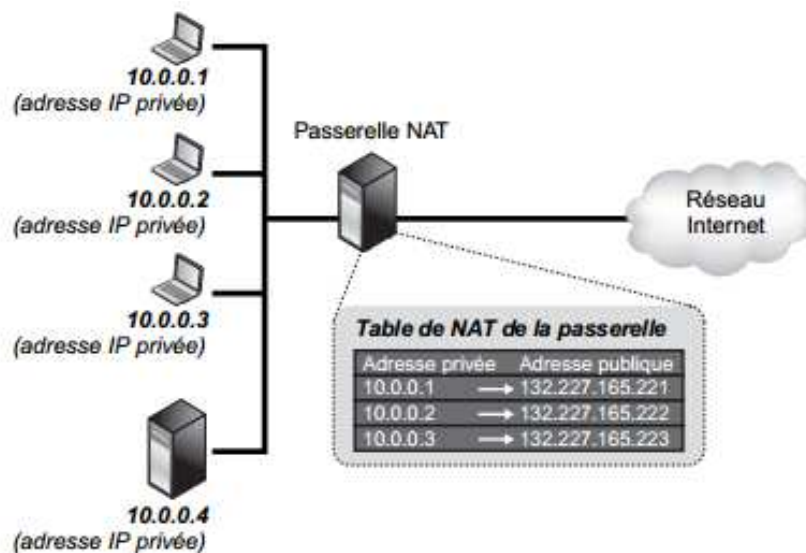 10.0.0.1
(adresse IP privée)
10.0.0.2
(adresse IP privée)
10.0.0.3
(adresse IP privée)
10.0.0.4
(adresse IP privée)
Passerelle NAT
Réseau
Internet
Table de NAT de la passerelle
Adresse privée Adresse publique
10.0.0.1 → 132.227.165.221
10.0.0.2 → 132.227.165.222
10.0.0.3 → 132.227.165.223